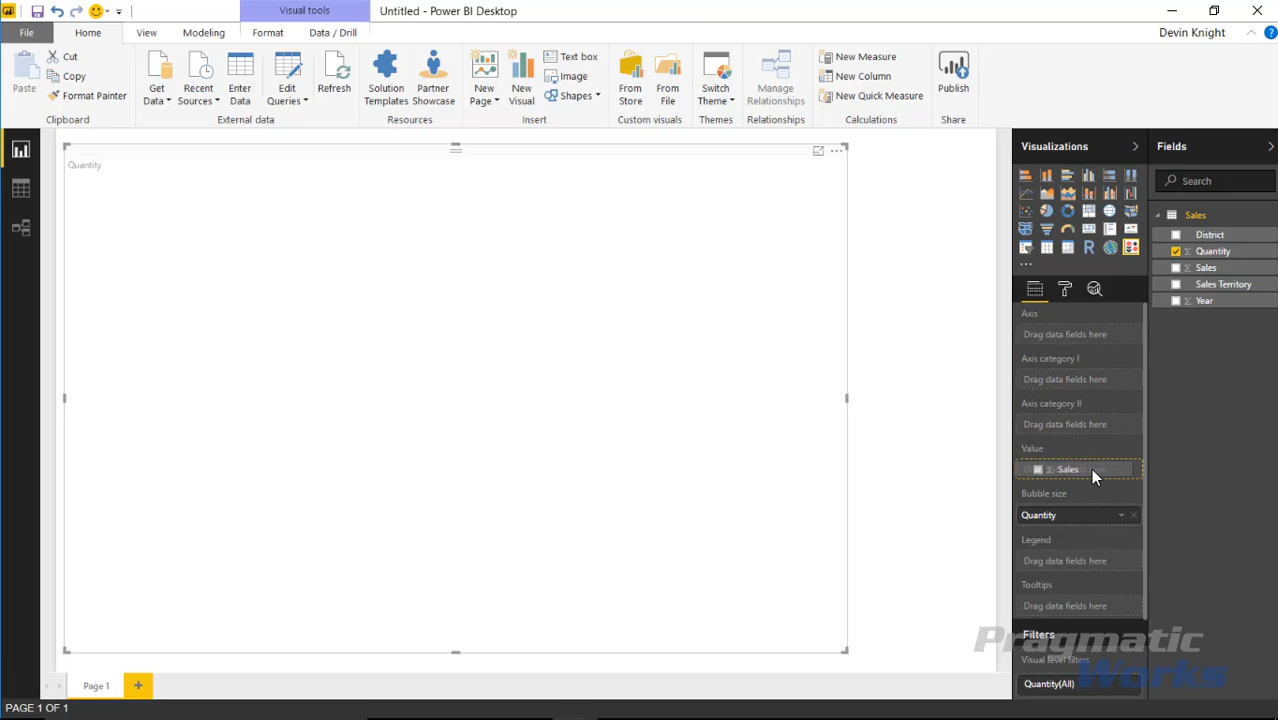 Visual tools
Untitled - Power BI Desktop
File
Home
View
Modeling
Format
Data / Drill
Devin Knight
Paste
Cut
Copy
Format Painter
Clipboard
Get Data
Recent Sources
Enter Data
Edit Queries
Refresh
External data
Solution Templates
Partner Showcase
Resources
New Page
New Visual
Text box
Image
Shapes
Insert
From Store
From File
Custom visuals
Switch Theme
Themes
Manage Relationships
Relationships
New Measure
New Column
New Quick Measure
Calculations
Publish
Share
Quantity
Visualizations
R
Axis
Drag data fields here
Axis category I
Drag data fields here
Axis category II
Drag data fields here
Value
Sales
Bubble size
Quantity
Legend
Drag data fields here
Tooltips
Drag data fields here
Filters
Visual level filters
Quantity(All)
Fields
Search
Sales
District
Σ Quantity
Σ Sales
Sales Territory
Σ Year
Pragmatic
Works
Page 1
PAGE 1 OF 1